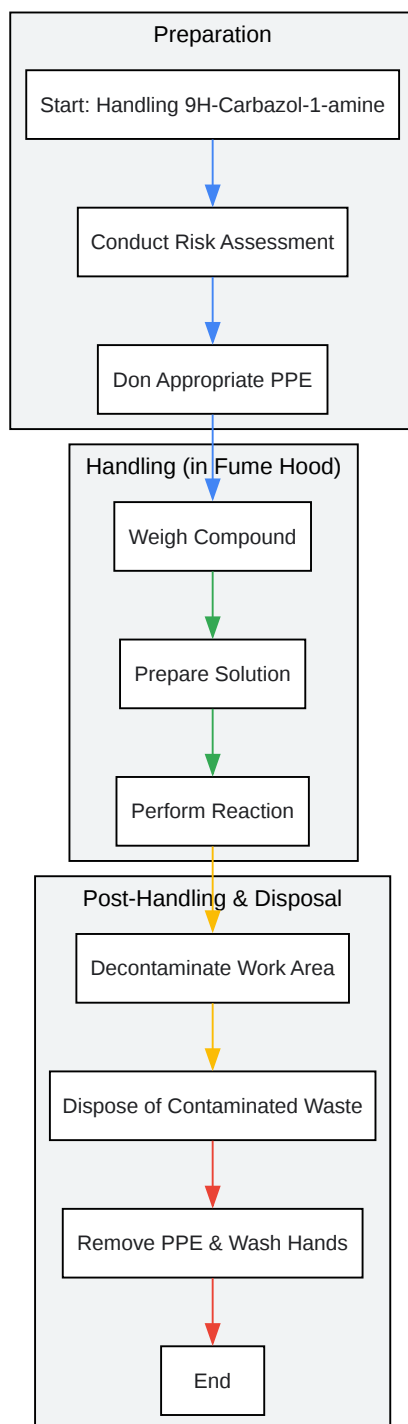 Preparation
Start: Handling 9H-Carbazol-1-amine
Conduct Risk Assessment
Don Appropriate PPE
Handling (in Fume Hood)
Weigh Compound
Prepare Solution
Perform Reaction
Post-Handling & Disposal
Decontaminate Work Area
Dispose of Contaminated Waste
Remove PPE & Wash Hands
End